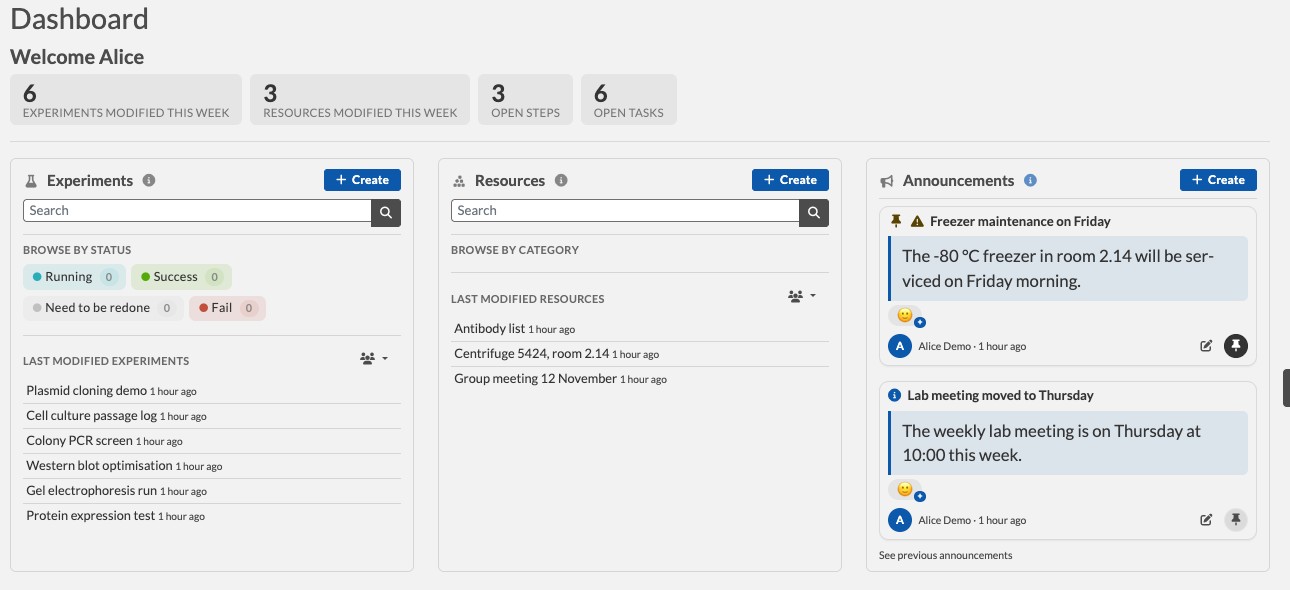 Dashboard
Welcome Alice
6
EXPERIMENTS MODIFIED THIS WEEK
3
RESOURCES MODIFIED THIS WEEK
3
OPEN STEPS
6
OPEN TASKS
Experiments
+ Create
Search
BROWSE BY STATUS
Running 0
Success 0
Need to be redone 0
Fail 0
LAST MODIFIED EXPERIMENTS
Plasmid cloning demo 1 hour ago
Cell culture passage log 1 hour ago
Colony PCR screen 1 hour ago
Western blot optimisation 1 hour ago
Gel electrophoresis run 1 hour ago
Protein expression test 1 hour ago
Resources
+ Create
Search
BROWSE BY CATEGORY
LAST MODIFIED RESOURCES
Antibody list 1 hour ago
Centrifuge 5424, room 2.14 1 hour ago
Group meeting 12 November 1 hour ago
Announcements
+ Create
Freezer maintenance on Friday
The -80 °C freezer in room 2.14 will be ser-
viced on Friday morning.
A Alice Demo · 1 hour ago
Lab meeting moved to Thursday
The weekly lab meeting is on Thursday at
10:00 this week.
A Alice Demo · 1 hour ago
See previous announcements